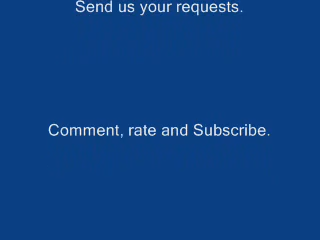 Send us your requests.
Comment, rate and Subscribe.